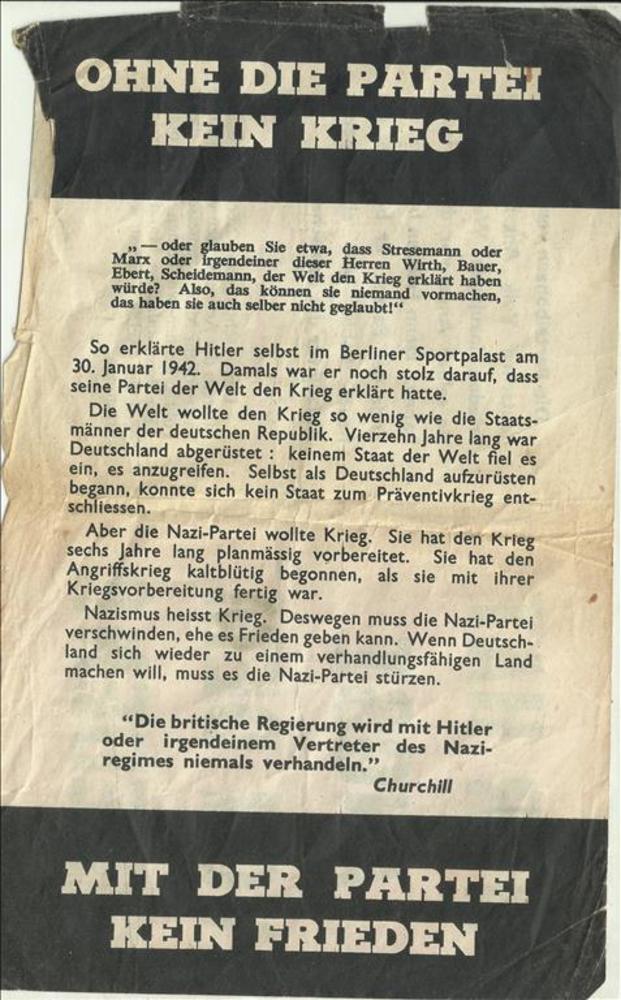 OHNE DIE PARTEI
KEIN KRIEG
„— oder glauben Sie etwa, dass Stresemann oder
Marx oder irgendeiner dieser Herren Wirth, Bauer,
Ebert, Scheidemann, der Welt den Krieg erklärt haben
würde? Also, das können sie niemand vormachen,
das haben sie auch selber nicht geglaubt!“
So erklärte Hitler selbst im Berliner Sportpalast am
30. Januar 1942. Damals war er noch stolz darauf, dass
seine Partei der Welt den Krieg erklärt hatte.
Die Welt wollte den Krieg so wenig wie die Staats-
männer der deutschen Republik. Vierzehn Jahre lang war
Deutschland abgerüstet : keinem Staat der Welt fiel es
ein, es anzugreifen. Selbst als Deutschland aufzurüsten
begann, konnte sich kein Staat zum Präventivkrieg ent-
schliessen.
Aber die Nazi-Partei wollte Krieg. Sie hat den Krieg
sechs Jahre lang planmässig vorbereitet. Sie hat den
Angriffskrieg kaltblütig begonnen, als sie mit ihrer
Kriegsvorbereitung fertig war.
Nazismus heisst Krieg. Deswegen muss die Nazi-Partei
verschwinden, ehe es Frieden geben kann. Wenn Deutsch-
land sich wieder zu einem verhandlungsfähigen Land
machen will, muss es die Nazi-Partei stürzen.
“Die britische Regierung wird mit Hitler
oder irgendeinem Vertreter des Nazi-
regimes niemals verhandeln.”
Churchill
MIT DER PARTEI
KEIN FRIEDEN